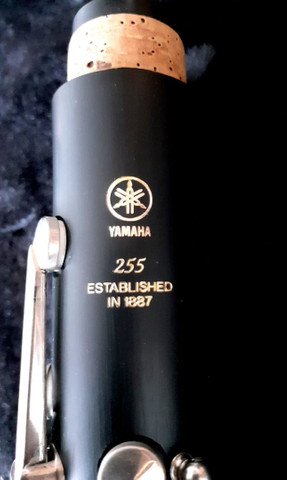 YAMAHA
255
ESTABLISHED
IN 1887